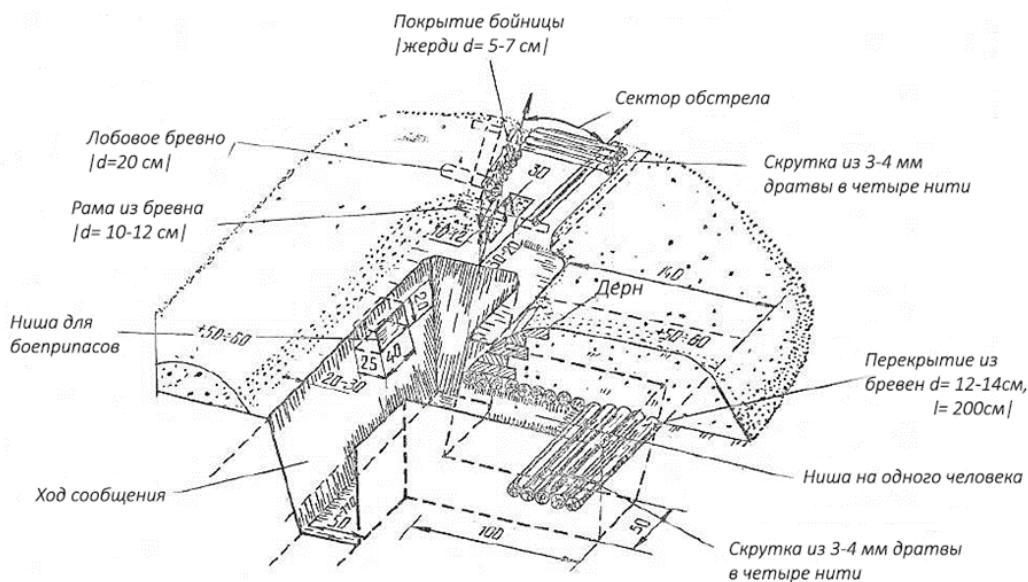 Покрытие бойницы
|жерди d= 5-7 см|
Сектор обстрела
Лобовое бревно
|d=20 см|
Скрутка из 3-4 мм
дратвы в четыре нити
Рама из бревна
|d= 10-12 см|
30
10-12
140
Дерн
Ниша для
боеприпасов
20
25
40
+50÷60
+50÷60
20-30
Перекрытие из
бревен d= 12-14см,
l= 200см|
Ниша на одного человека
Ход сообщения
50
100
50
Скрутка из 3-4 мм дратвы
в четыре нити